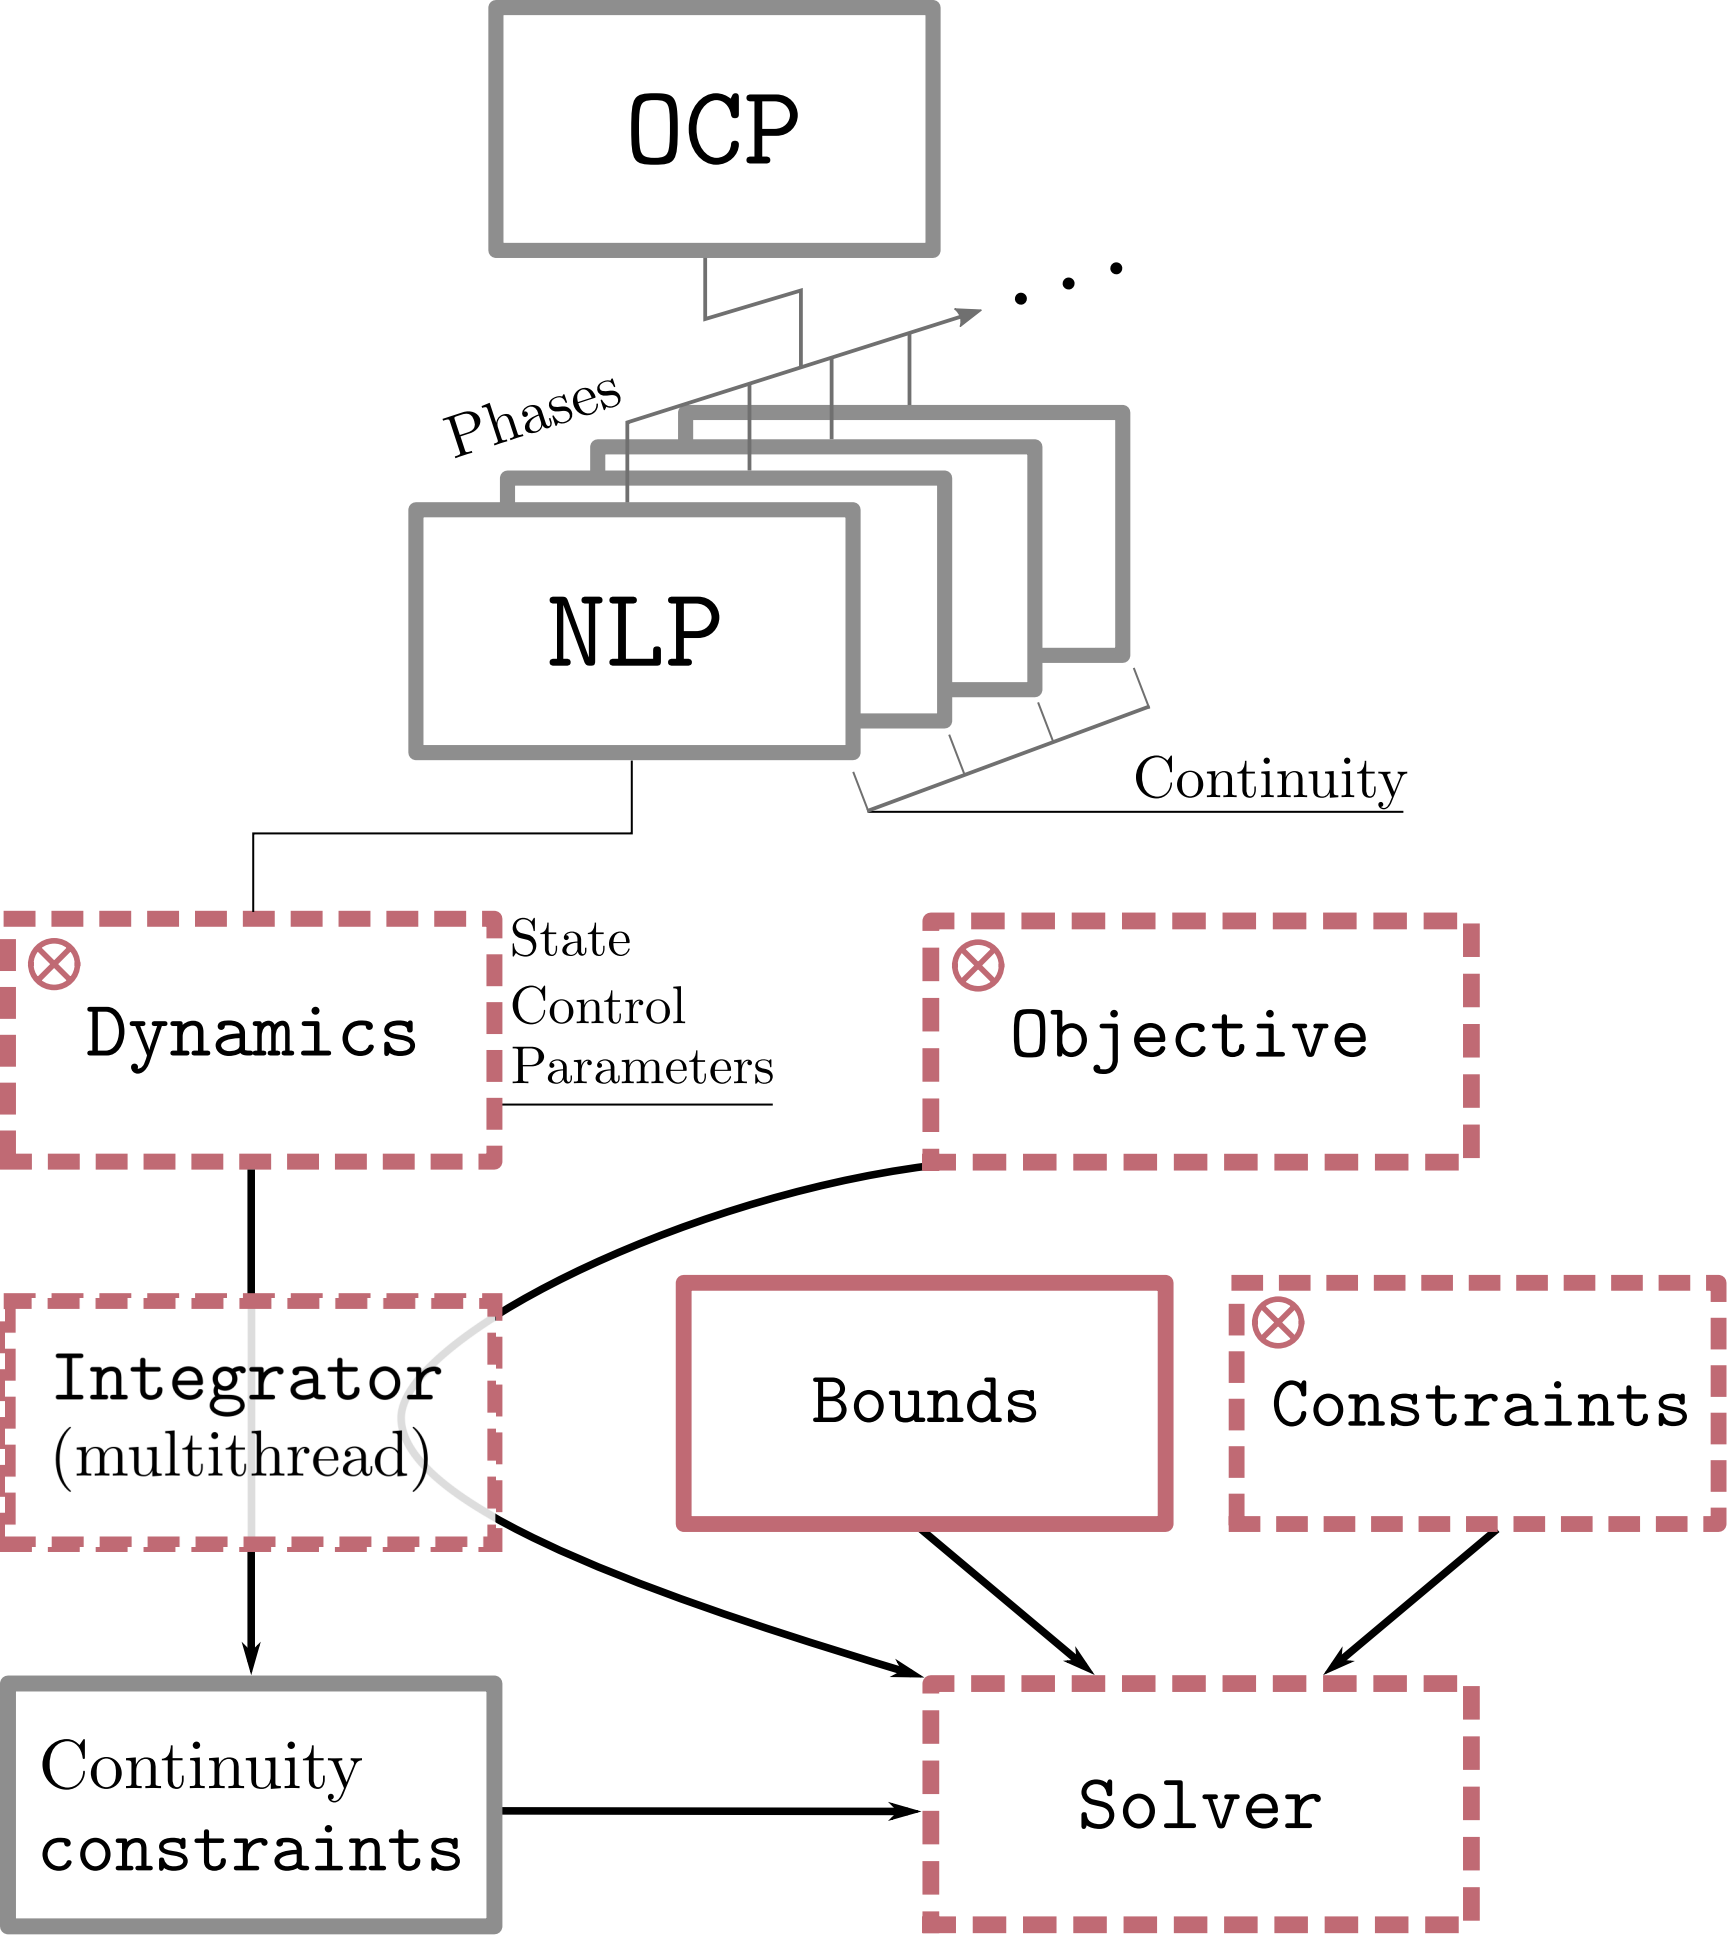 OCP
. . .
Phases
NLP
Continuity
State
Control
Parameters
Dynamics
Objective
Integrator
(multithread)
Bounds
Constraints
Continuity
constraints
Solver